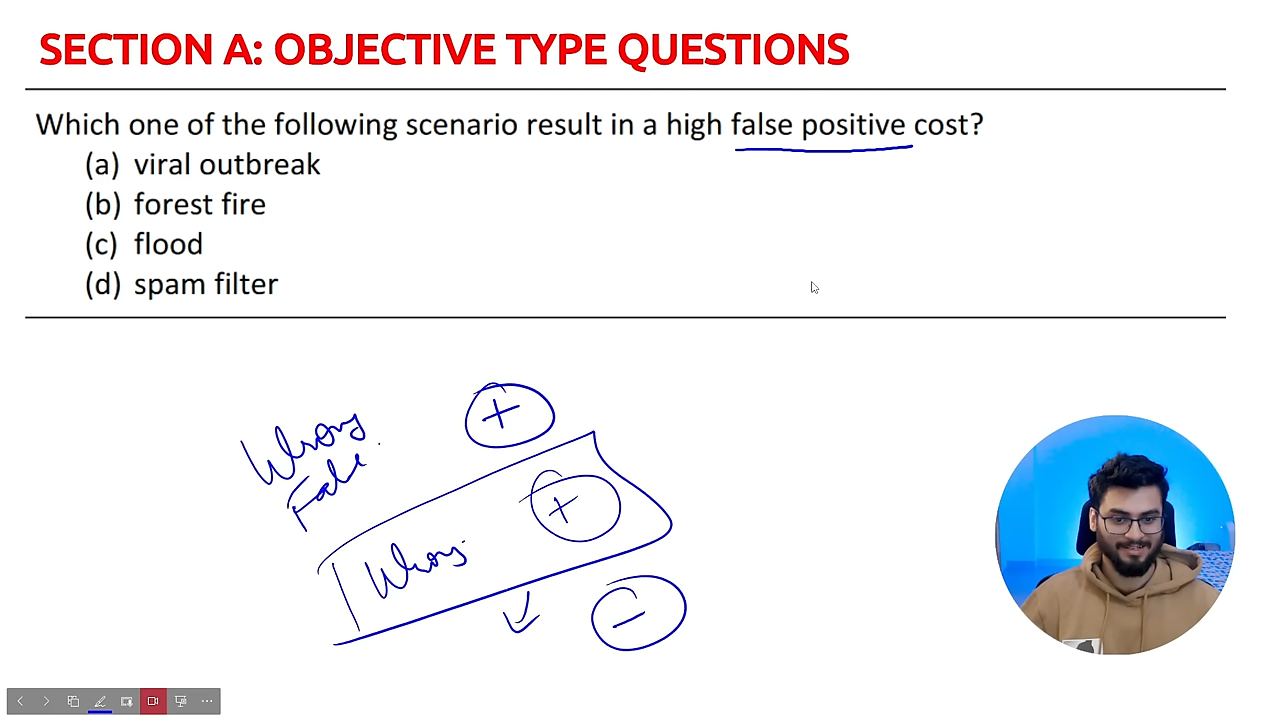 SECTION A: OBJECTIVE TYPE QUESTIONS
Which one of the following scenario result in a high false positive cost?
(a) viral outbreak
(b) forest fire
(c) flood
(d) spam filter
Wrong
+
False
+
Wrong
-